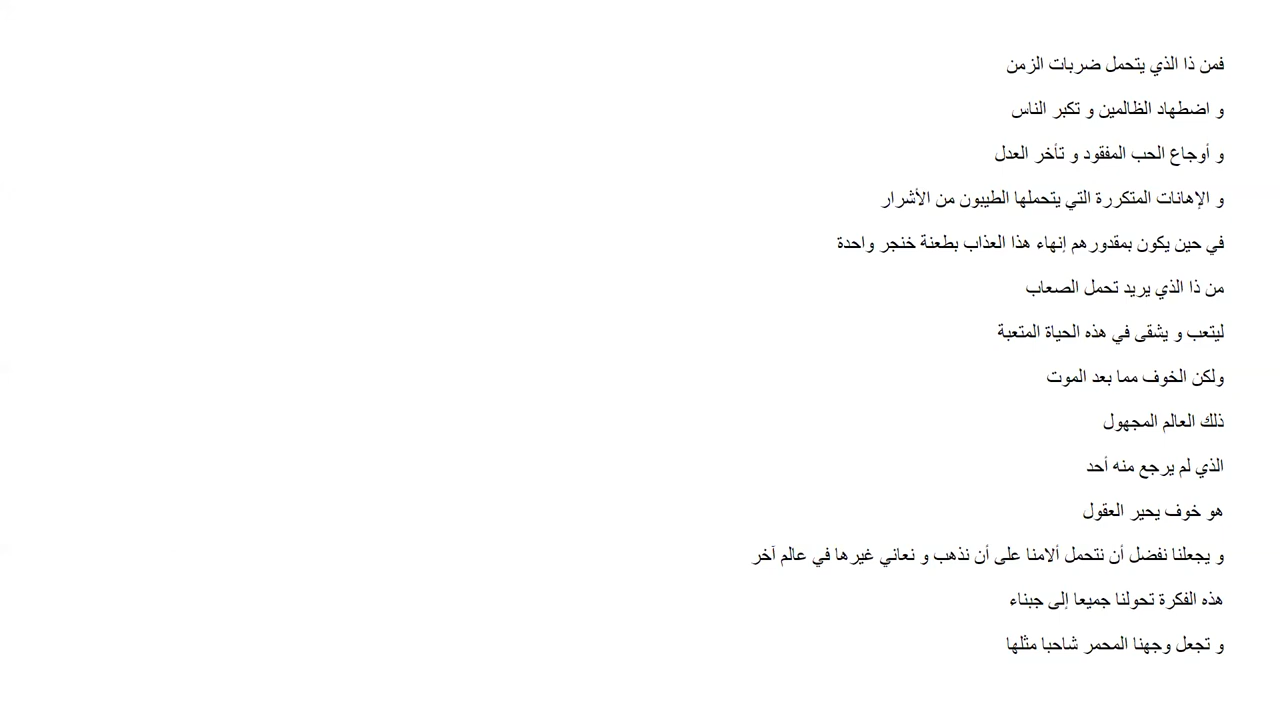 فمن ذا الذي يتحمل ضربات الزمن
و اضطهاد الظالمين و تكبر الناس
و أوجاع الحب المفقود و تأخر العدل
و الإهانات المتكررة التي يتحملها الطيبون من الأشرار
في حين يكون بمقدورهم إنهاء هذا العذاب بطعنة خنجر واحدة
من ذا الذي يريد تحمل الصعاب
ليتعب و يشقى في هذه الحياة المتعبة
ولكن الخوف مما بعد الموت
ذلك العالم المجهول
الذي لم يرجع منه أحد
هو خوف يحير العقول
و يجعلنا نفضل أن نتحمل ألامنا على أن نذهب و نعاني غيرها في عالم آخر
هذه الفكرة تحولنا جميعا إلى جبناء
و تجعل وجهنا المحمر شاحبا مثلها